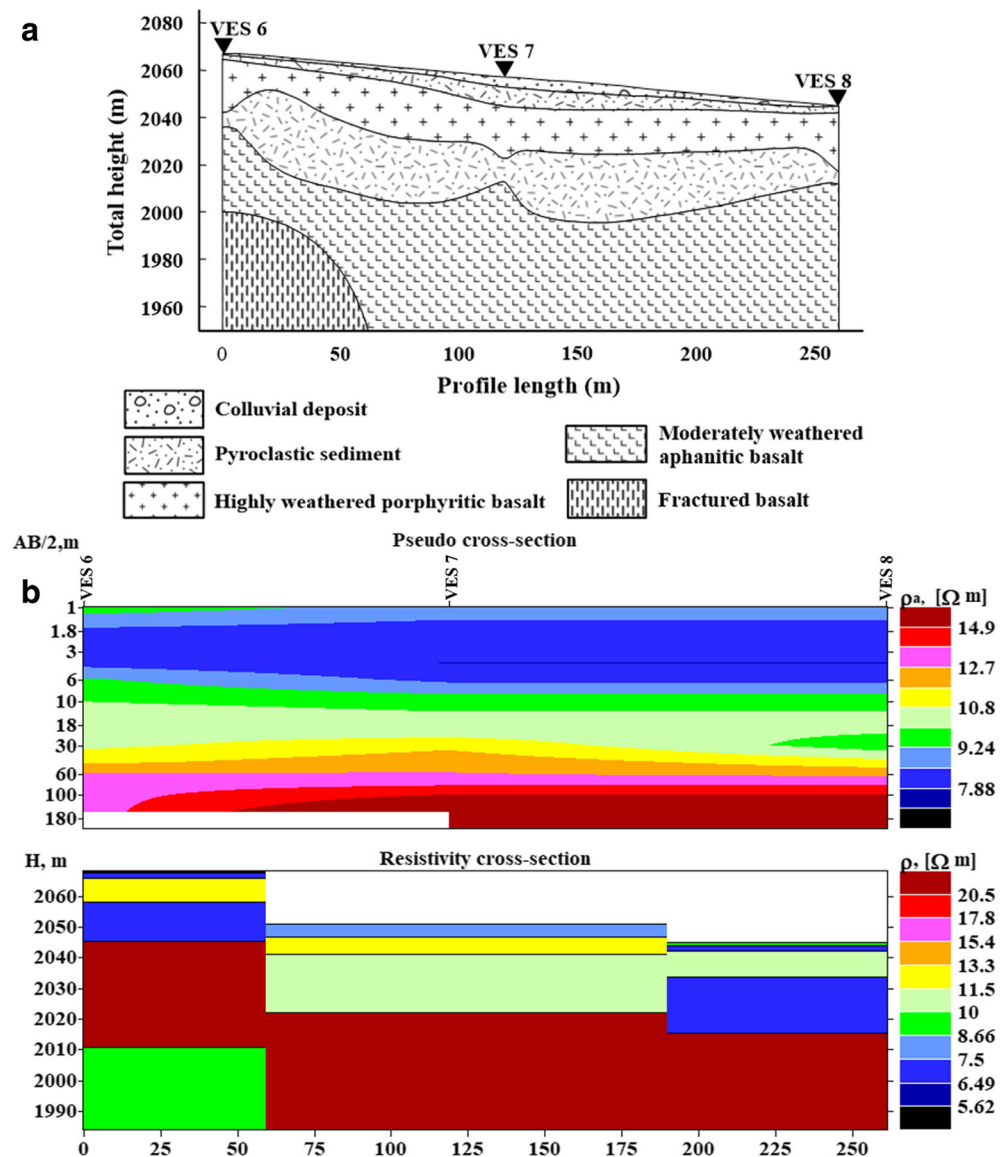 a
2080
VES 6
VES 7
VES 8
2060
2040
2020
2000
1980
1960
Total height (m)
0 50 100 150 200 250
Profile length (m)
Colluvial deposit
Pyroclastic sediment
Highly weathered porphyritic basalt
Moderately weathered
aphanitic basalt
Fractured basalt
b
AB/2,m
Pseudo cross-section
VES 6
VES 7
VES 8
ρa, [Ω m]
1
1.8
3
6
10
18
30
60
100
180
14.9
12.7
10.8
9.24
7.88
H, m
Resistivity cross-section
ρ, [Ω m]
2060
2050
2040
2030
2020
2010
2000
1990
20.5
17.8
15.4
13.3
11.5
10
8.66
7.5
6.49
5.62
0 25 50 75 100 125 150 175 200 225 250